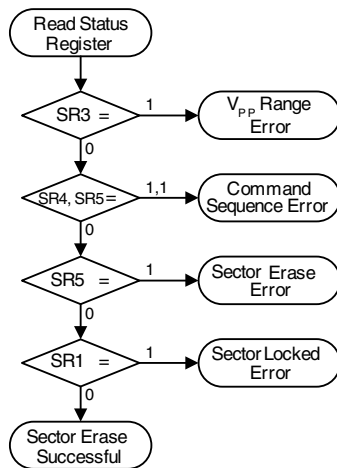 Read Status
Register
SR3 =
1
V_PP Range
Error
0
SR4, SR5=
1,1
Command
Sequence Error
0
SR5 =
1
Sector Erase
Error
0
SR1 =
1
Sector Locked
Error
0
Sector Erase
Successful